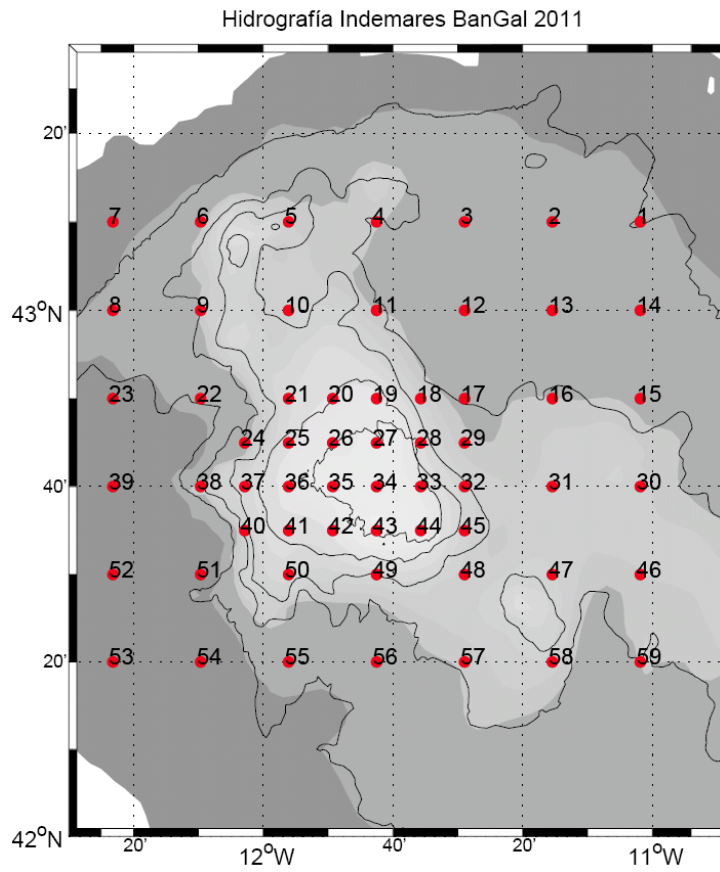 Hidrografía Indemares BanGal 2011
20'
7 6 5 4 3 2 1
43°N
8 9 10 11 12 13 14
23 22 21 20 19 18 17 16 15
24 25 26 27 28 29
40'
39 38 37 36 35 34 33 32 31 30
40 41 42 43 44 45
52 51 50 49 48 47 46
20'
53 54 55 56 57 58 59
42°N
20' 12°W 40' 20' 11°W